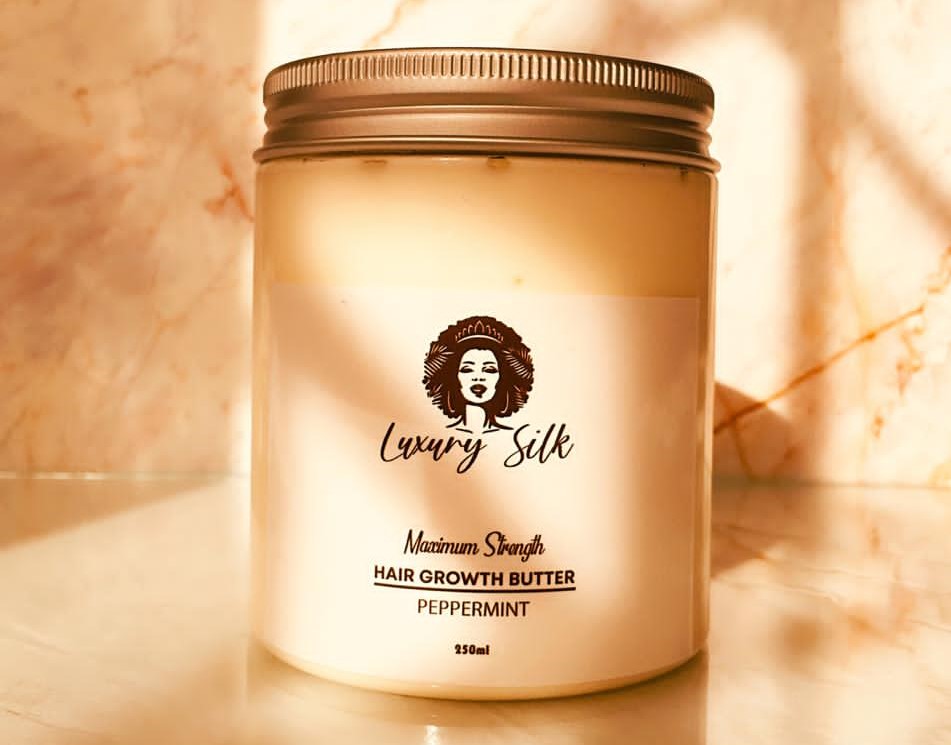 Luxury Silk
Maximum Strength
HAIR GROWTH BUTTER
PEPPERMINT
250ml